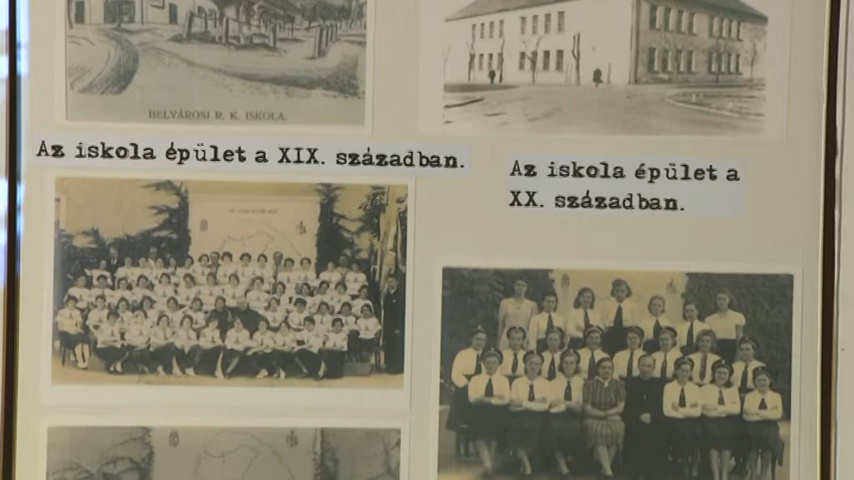 BELVÁROSI R. K. ISKOLA.
Az iskola épület a XIX. században.
Az iskola épület a
XX. században.